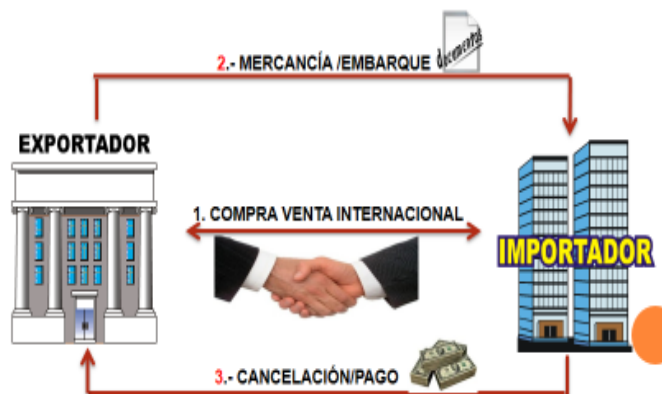 2.- MERCANCÍA /EMBARQUE
documentos
EXPORTADOR
1. COMPRA VENTA INTERNACIONAL
IMPORTADOR
3.- CANCELACIÓN/PAGO